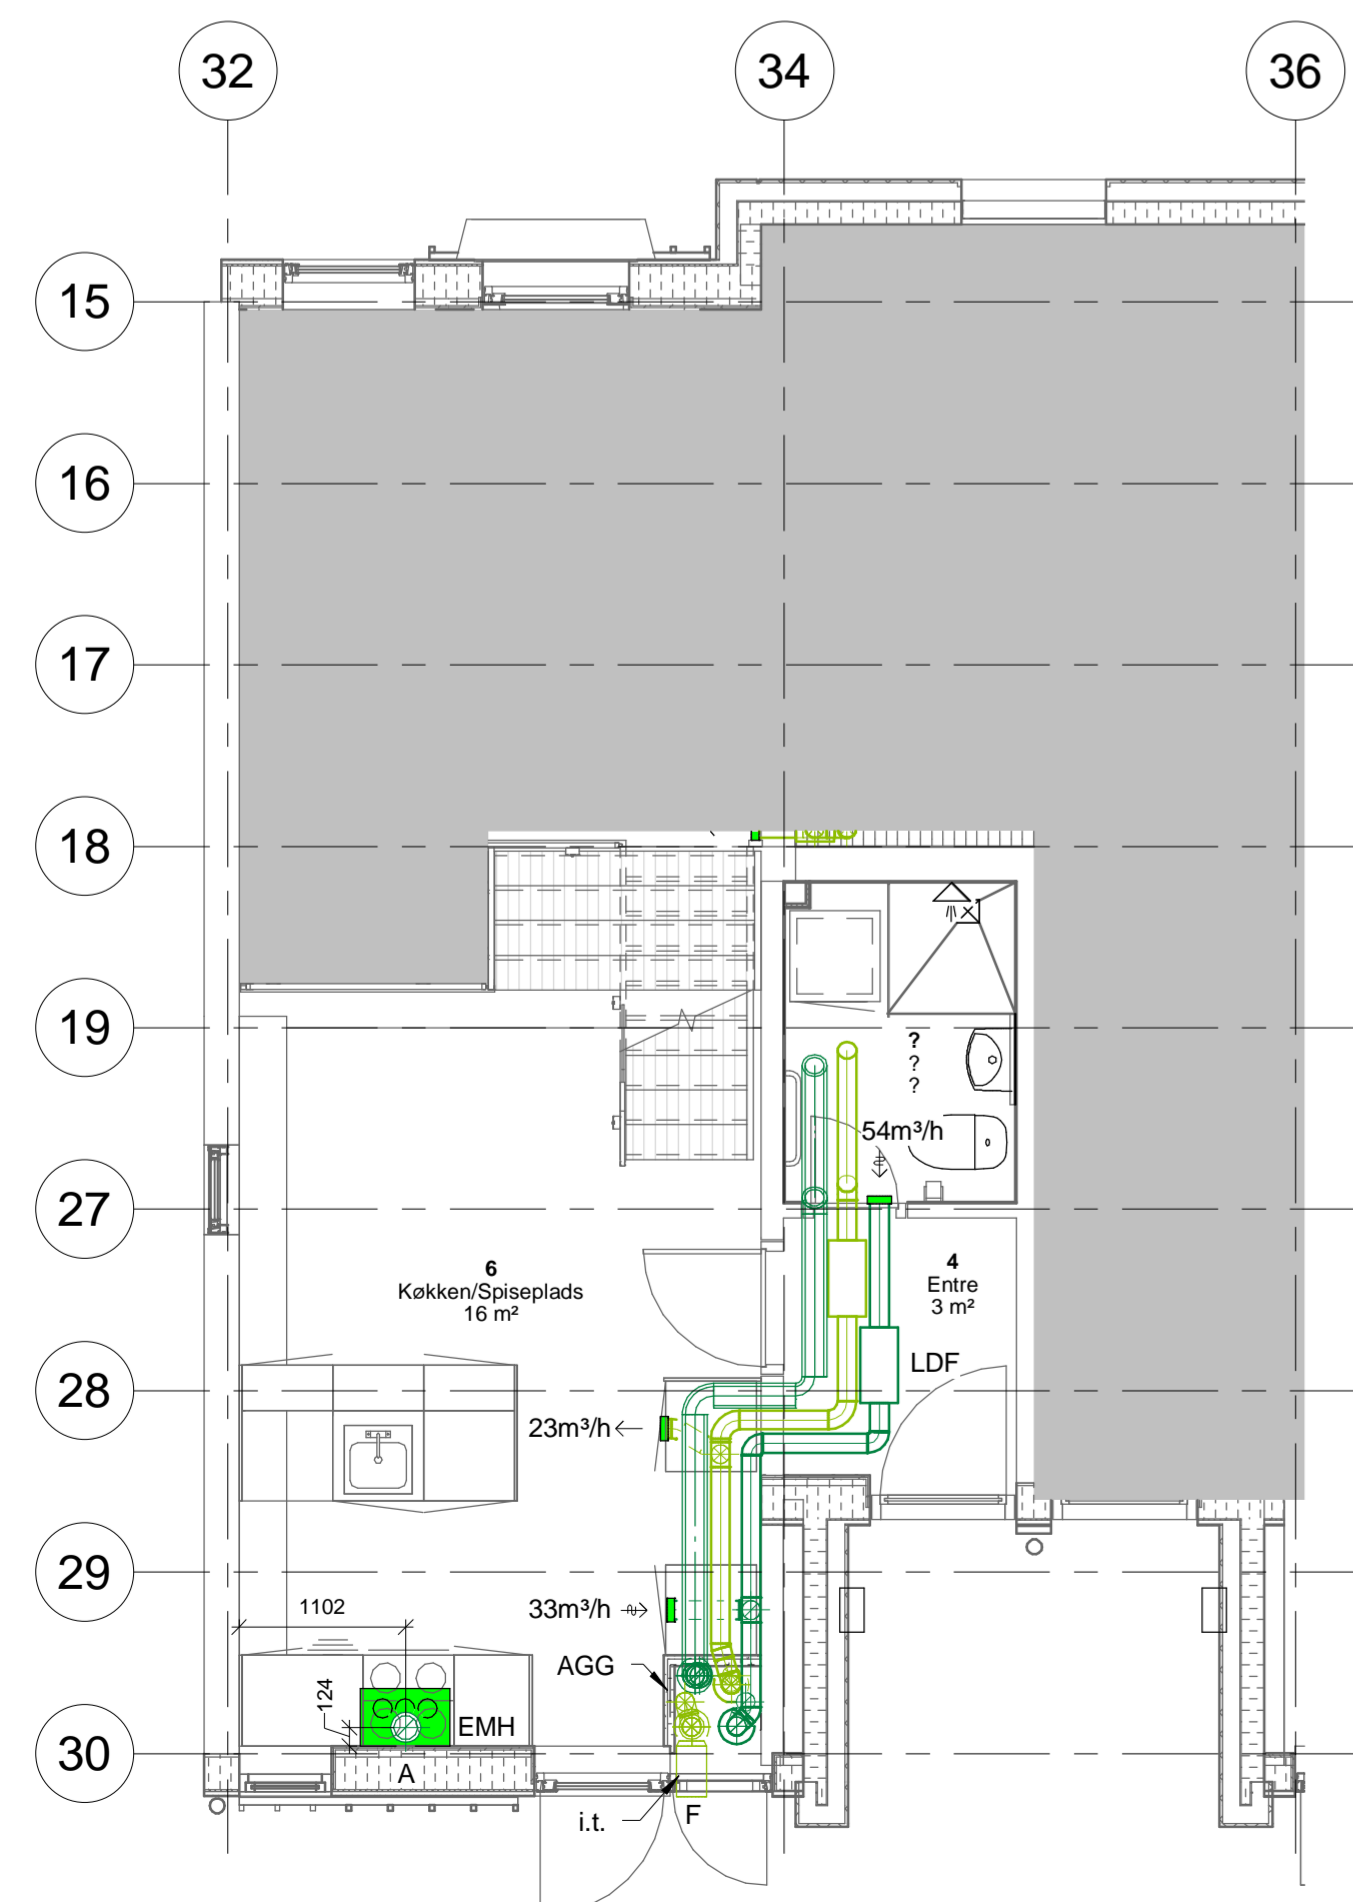 32
34
36
15
16
17
18
19
?
?
?
54m³/h
27
6
Køkken/Spiseplads
16 m²
4
Entre
3 m²
28
LDF
23m³/h
29
1102
33m³/h
AGG
124
EMH
30
A
i.t.
F